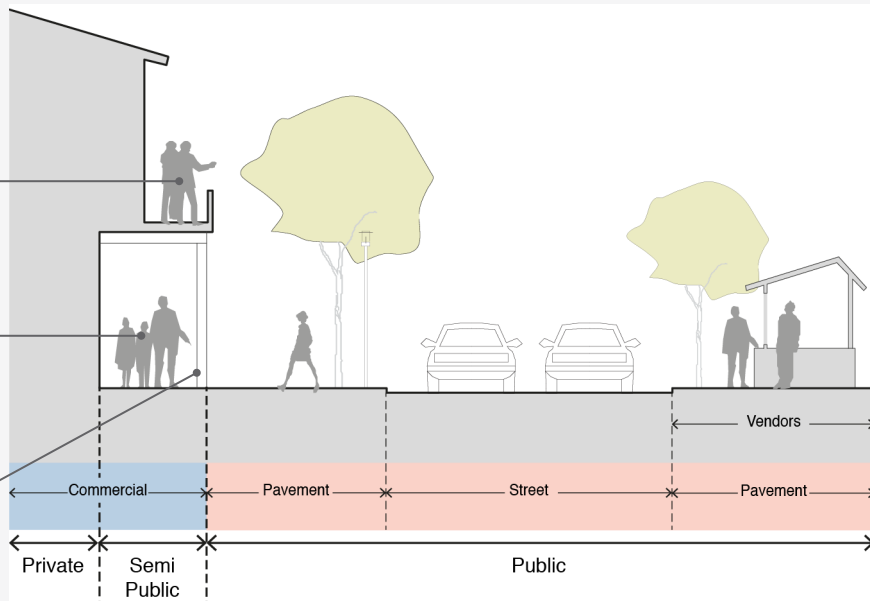 Vendors
Commercial
Pavement
Street
Pavement
Private
Semi
Public
Public